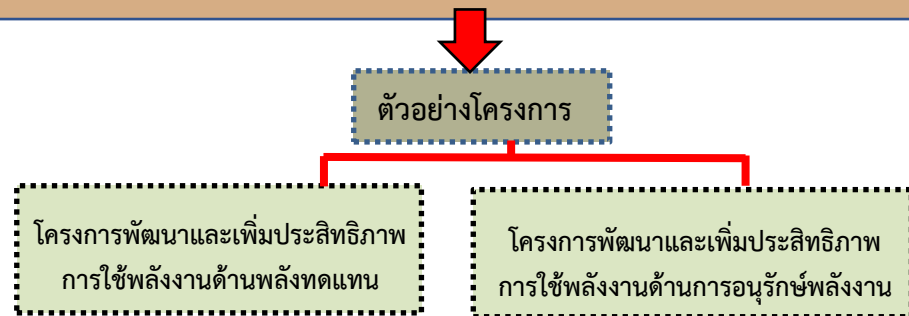 ตัวอย่างโครงการ
โครงการพัฒนาและเพิ่มประสิทธิภาพ
การใช้พลังงานด้านพลังทดแทน
โครงการพัฒนาและเพิ่มประสิทธิภาพ
การใช้พลังงานด้านการอนุรักษ์พลังงาน